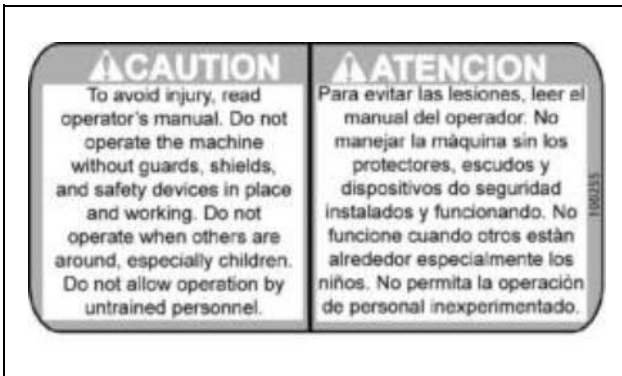 CAUTION
To avoid injury, read
operator's manual. Do not
operate the machine
without guards, shields,
and safety devices in place
and working. Do not
operate when others are
around, especially children.
Do not allow operation by
untrained personnel.
ATENCION
Para evitar las lesiones, leer el
manual del operador. No
manejar la màquina sin los
protectores, escudos y
dispositivos do seguridad
instalados y funcionando. No
funcione cuando otros estàn
alrededor especialmente los
niños. No permita la operación
de personal inexperimentado.
100255